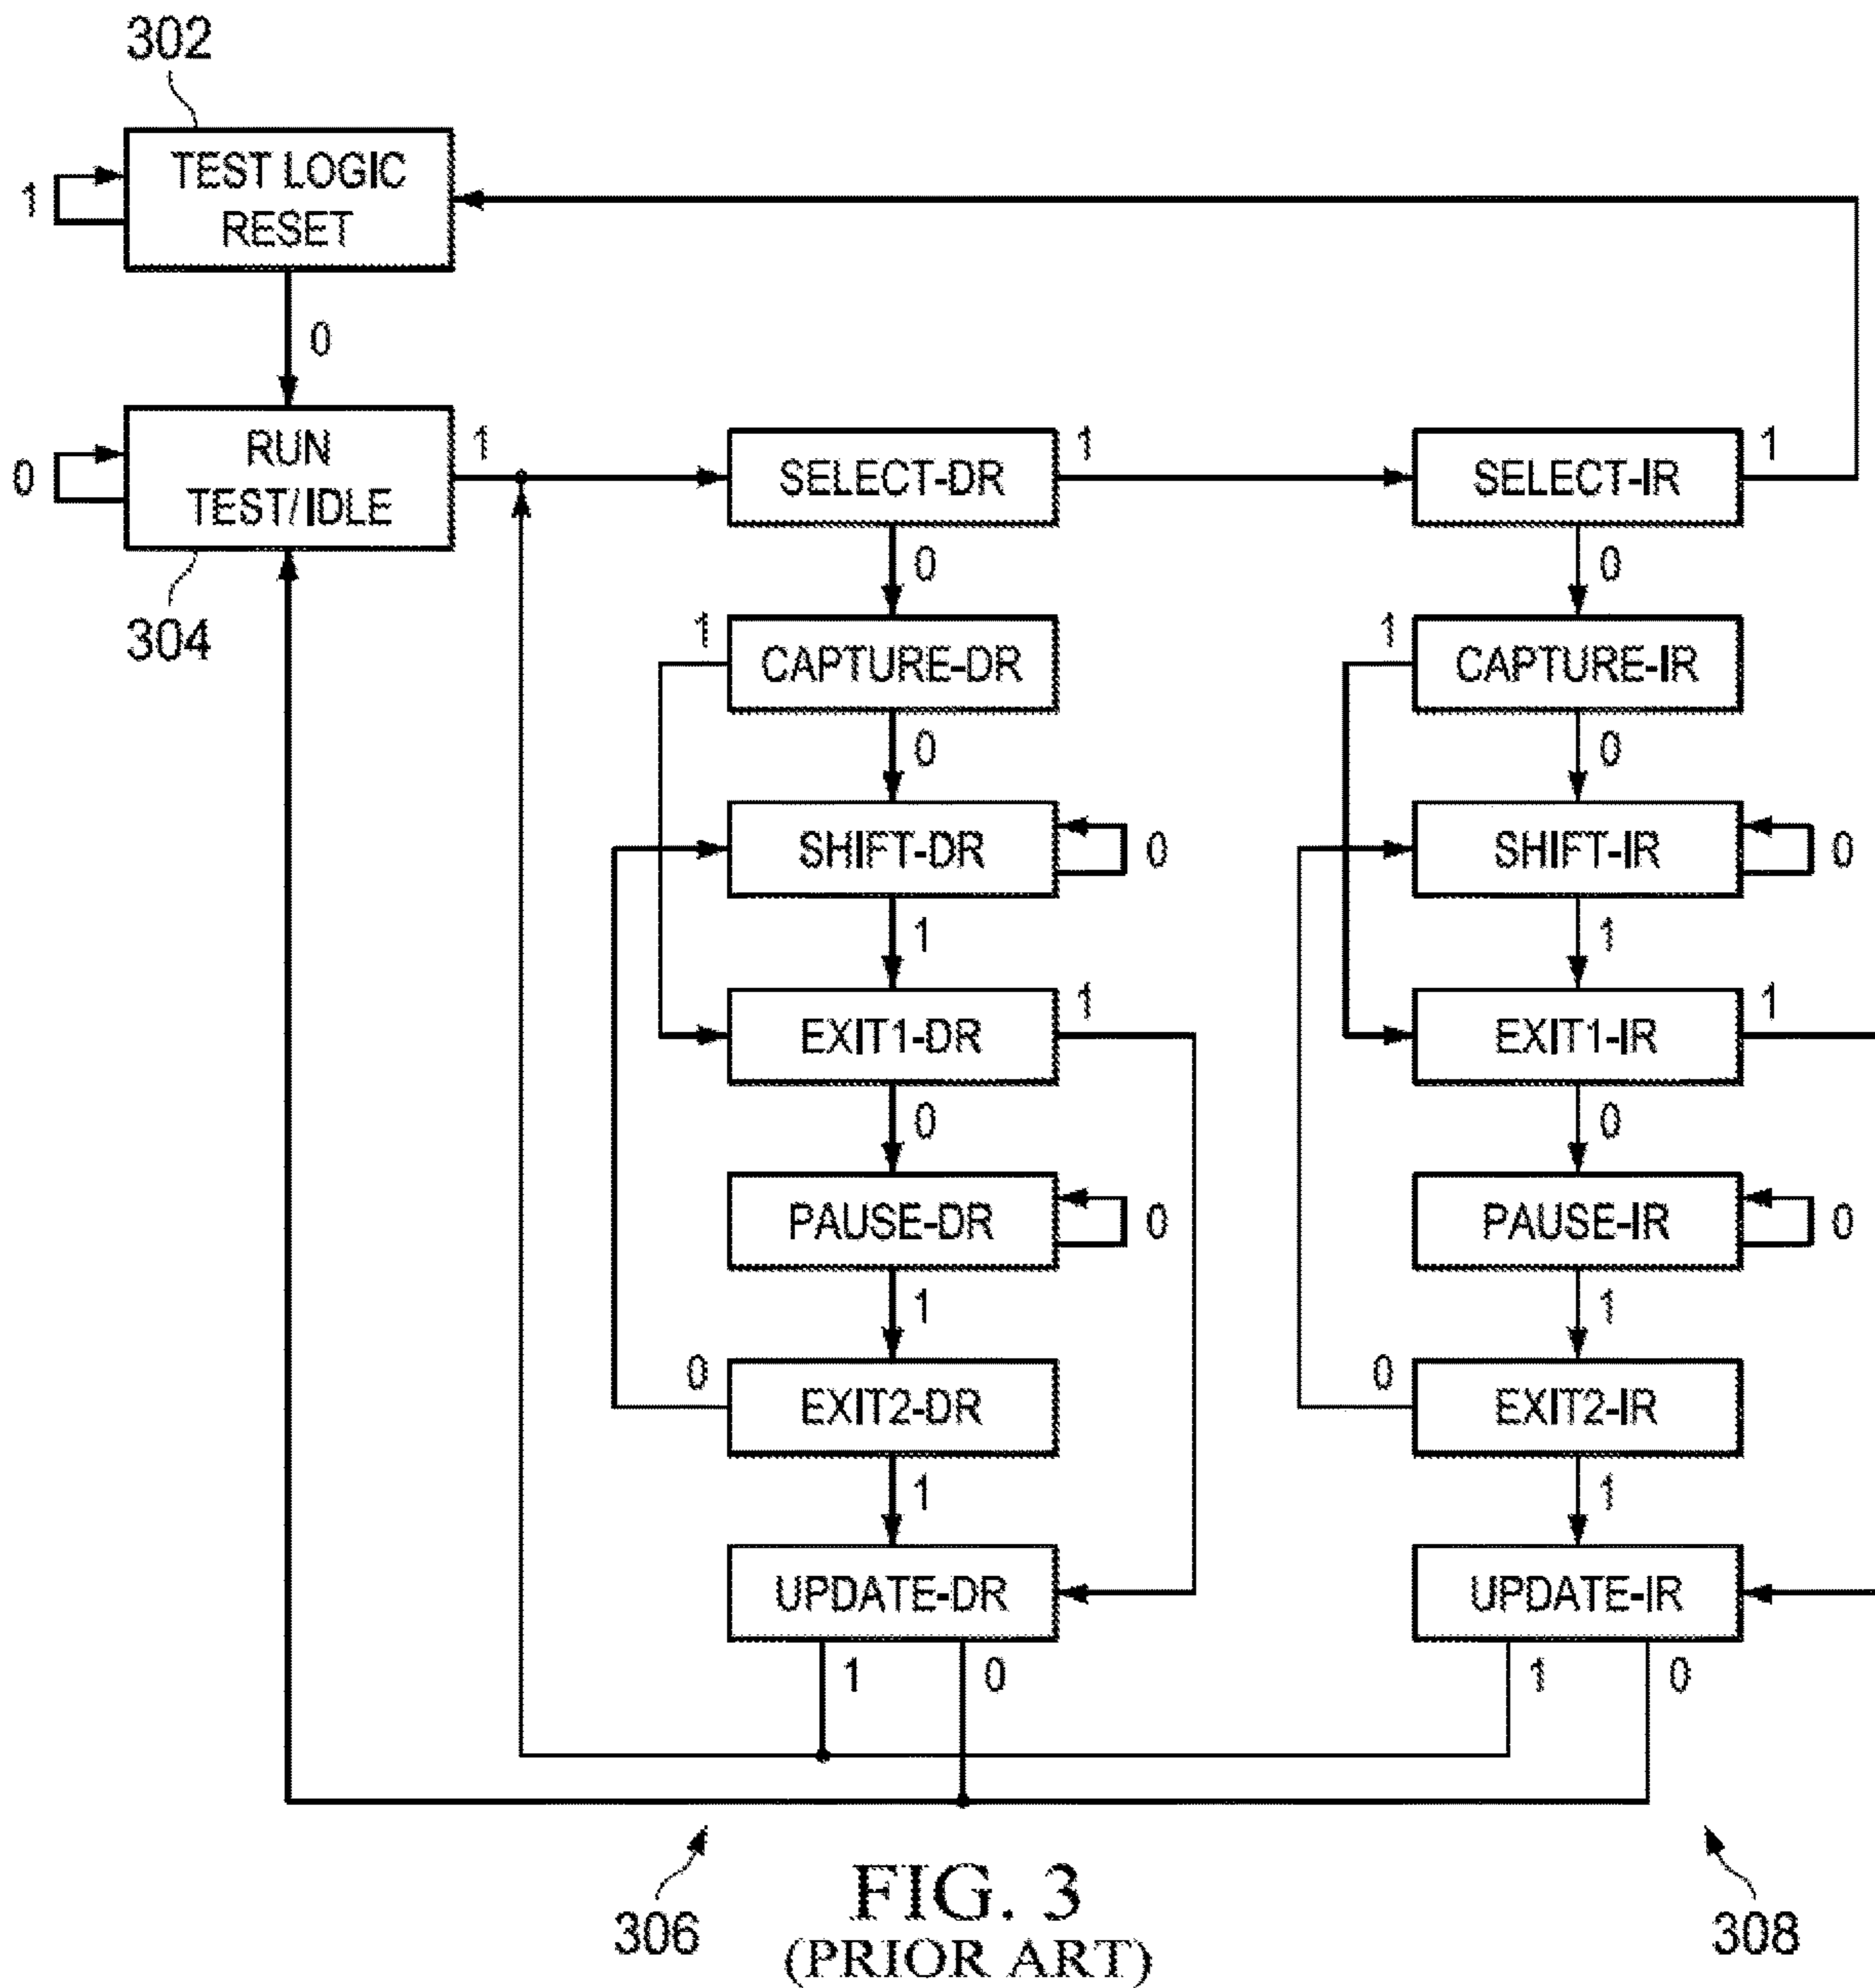 302
TEST LOGIC
RESET
1
0
RUN
TEST/IDLE
0
1
304
SELECT-DR
1
SELECT-IR
1
0
0
1
CAPTURE-DR
1
CAPTURE-IR
0
0
SHIFT-DR
0
SHIFT-IR
0
1
1
EXIT1-DR
1
EXIT1-IR
1
0
0
PAUSE-DR
0
PAUSE-IR
0
1
1
0
EXIT2-DR
0
EXIT2-IR
1
1
UPDATE-DR
UPDATE-IR
1
0
1
0
306
FIG. 3
(PRIOR ART)
308